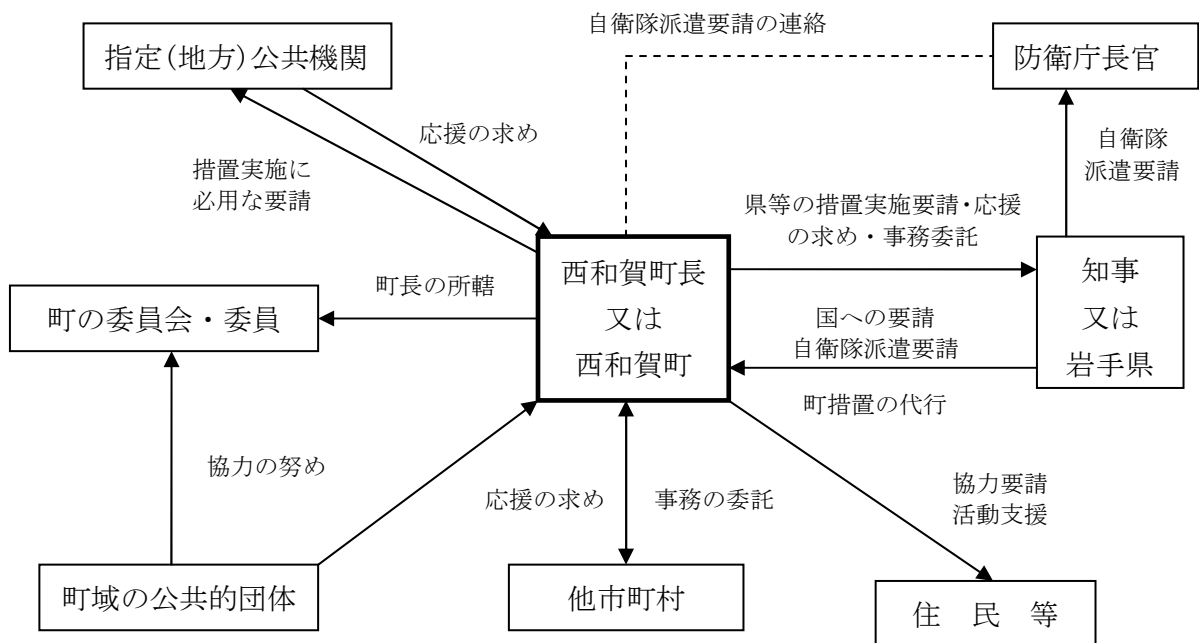 自衛隊派遣要請の連絡
指定(地方)公共機関
防衛庁長官
応援の求め
自衛隊
派遣要請
措置実施に
必用な要請
県等の措置実施要請・応援
の求め・事務委託
西和賀町長
又は
西和賀町
知事
又は
岩手県
町長の所轄
町の委員会・委員
国への要請
自衛隊派遣要請
町措置の代行
協力の努め
応援の求め
事務の委託
協力要請
活動支援
町域の公共的団体
他市町村
住 民 等